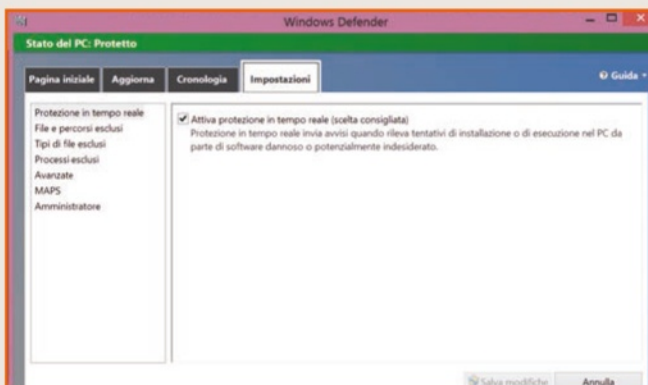 Windows Defender
Stato del PC: Protetto
Pagina iniziale
Aggiorna
Cronologia
Impostazioni
Guida
Protezione in tempo reale
File e percorsi esclusi
Tipi di file esclusi
Processi esclusi
Avanzate
MAPS
Amministratore
Attiva protezione in tempo reale (scelta consigliata)
Protezione in tempo reale invia avvisi quando rileva tentativi di installazione o di esecuzione nel PC da
parte di software dannoso o potenzialmente indesiderato.
Salva modifiche
Annulla